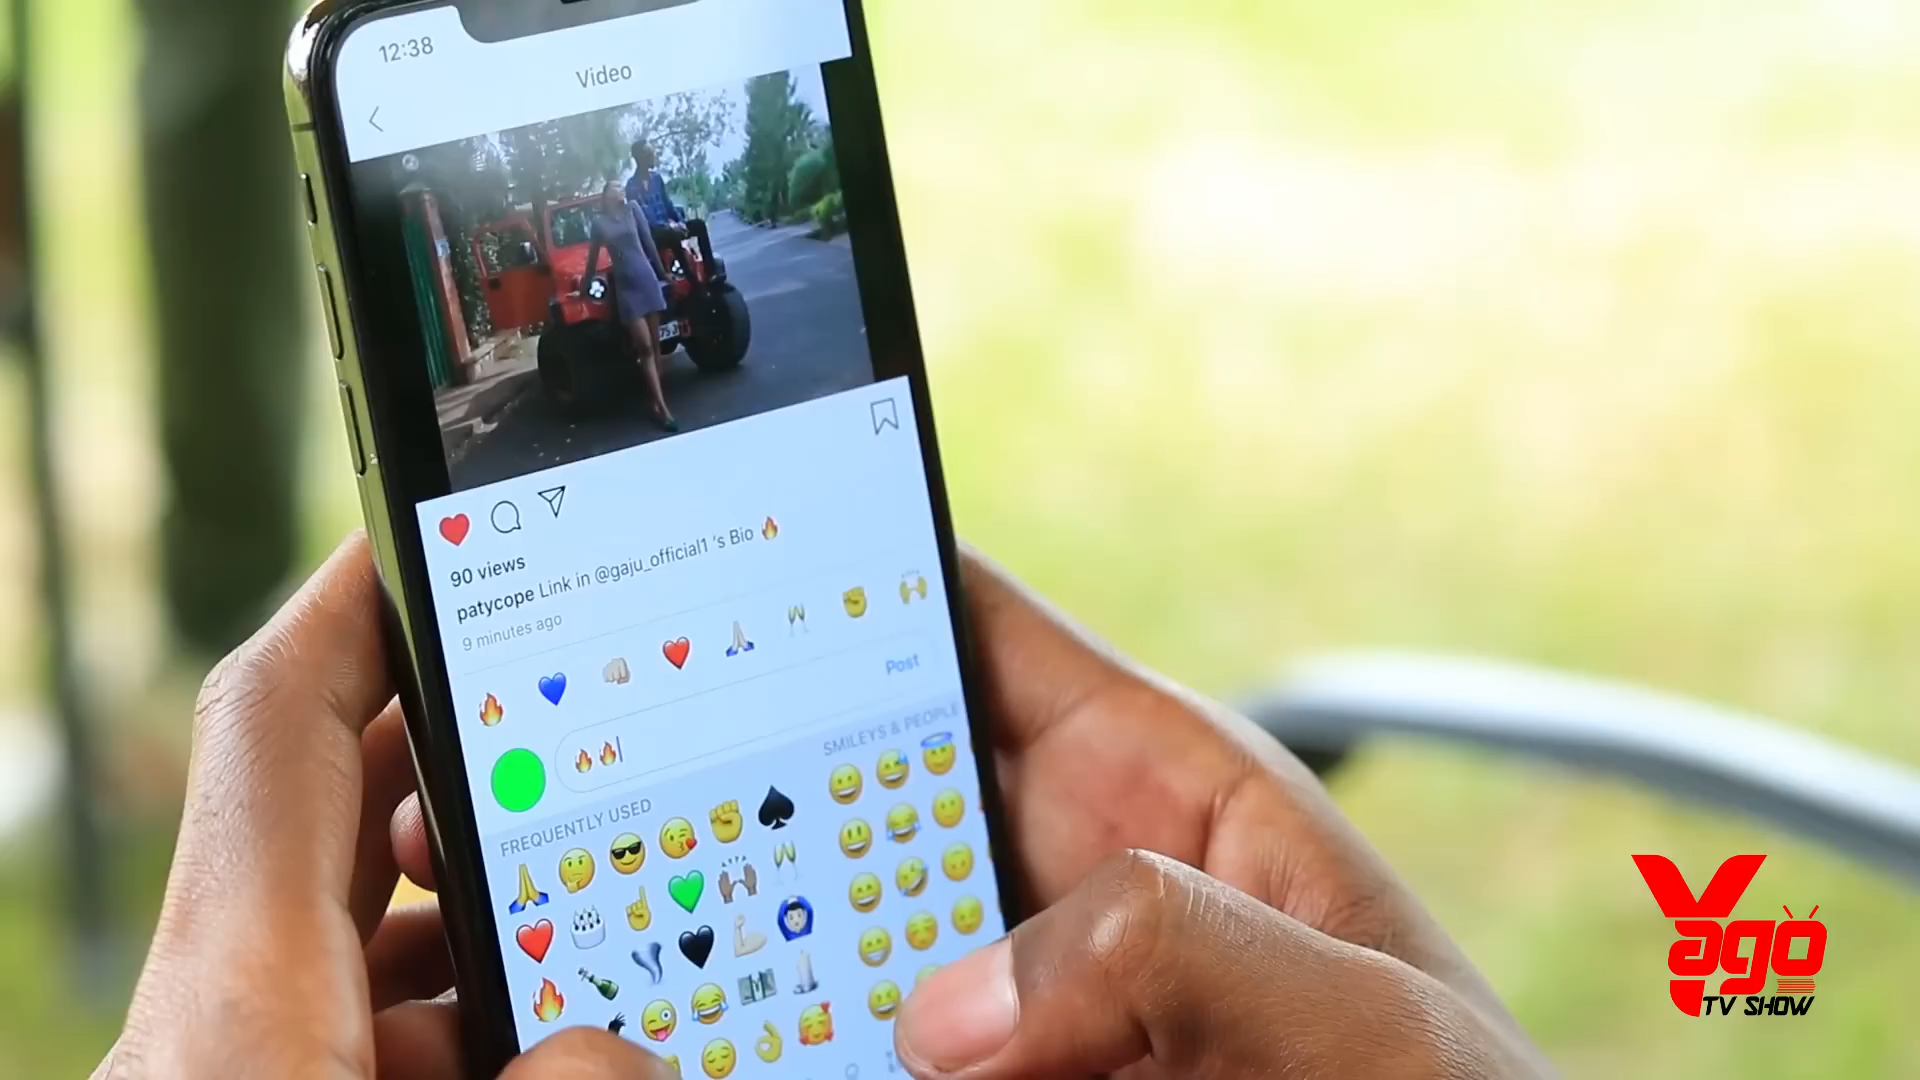 12:38
Video
90 views
patycope Link in @gaju_official1 's Bio 🔥
9 minutes ago
Post
🔥🔥
SMILEYS & PEOPLE
FREQUENTLY USED
Yago
TV SHOW